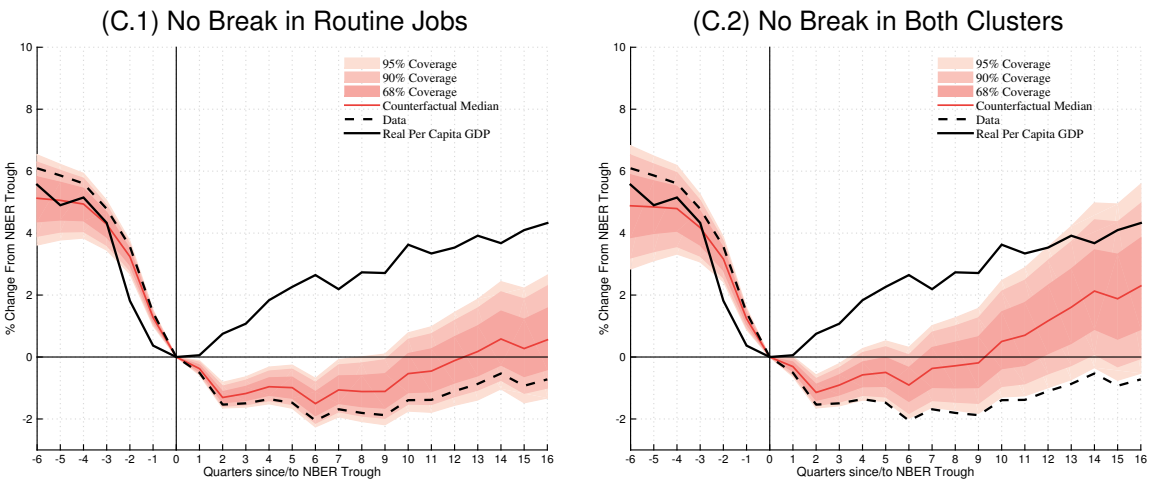 (C.1) No Break in Routine Jobs
10
8
6
4
2
0
-2
% Change From NBER Trough
95% Coverage
90% Coverage
68% Coverage
Counterfactual Median
Data
Real Per Capita GDP
-6 -5 -4 -3 -2 -1 0 1 2 3 4 5 6 7 8 9 10 11 12 13 14 15 16
Quarters since/to NBER Trough
(C.2) No Break in Both Clusters
10
8
6
4
2
0
-2
% Change From NBER Trough
95% Coverage
90% Coverage
68% Coverage
Counterfactual Median
Data
Real Per Capita GDP
-6 -5 -4 -3 -2 -1 0 1 2 3 4 5 6 7 8 9 10 11 12 13 14 15 16
Quarters since/to NBER Trough